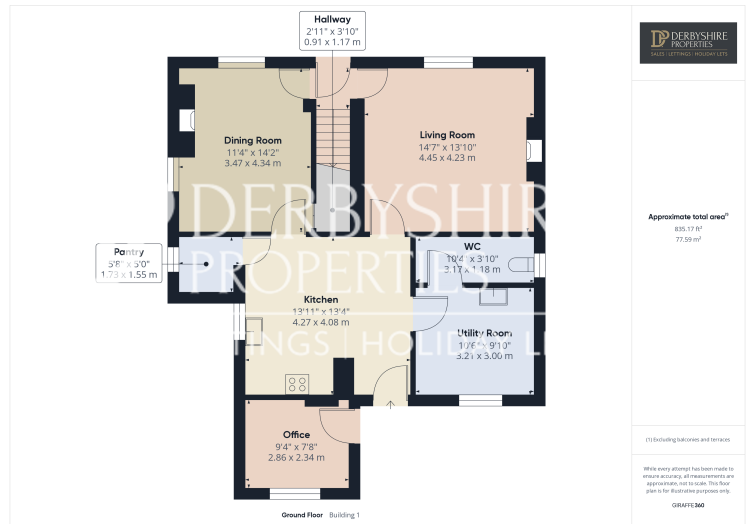 Hallway
2'11" x 3'10"
0.91 x 1.17 m
Dining Room
11'4" x 14'2"
3.47 x 4.34 m
Living Room
14'7" x 13'10"
4.45 x 4.23 m
Pantry
5'8" x 5'0"
1.73 x 1.55 m
WC
10'4" x 3'10"
3.17 x 1.18 m
Kitchen
13'11" x 13'4"
4.27 x 4.08 m
Utility Room
10'6" x 9'10"
3.21 x 3.00 m
Office
9'4" x 7'8"
2.86 x 2.34 m
DERBYSHIRE
PROPERTIES
TTINGS | HOLIDAY LE
Ground Floor Building 1
DP DERBYSHIRE
PROPERTIES
SALES | LETTINGS | HOLIDAY LETS
Approximate total area(1)
835.17 ft²
77.59 m²
(1) Excluding balconies and terraces
While every attempt has been made to
ensure accuracy, all measurements are
approximate, not to scale. This floor
plan is for illustrative purposes only.
GIRAFFE360